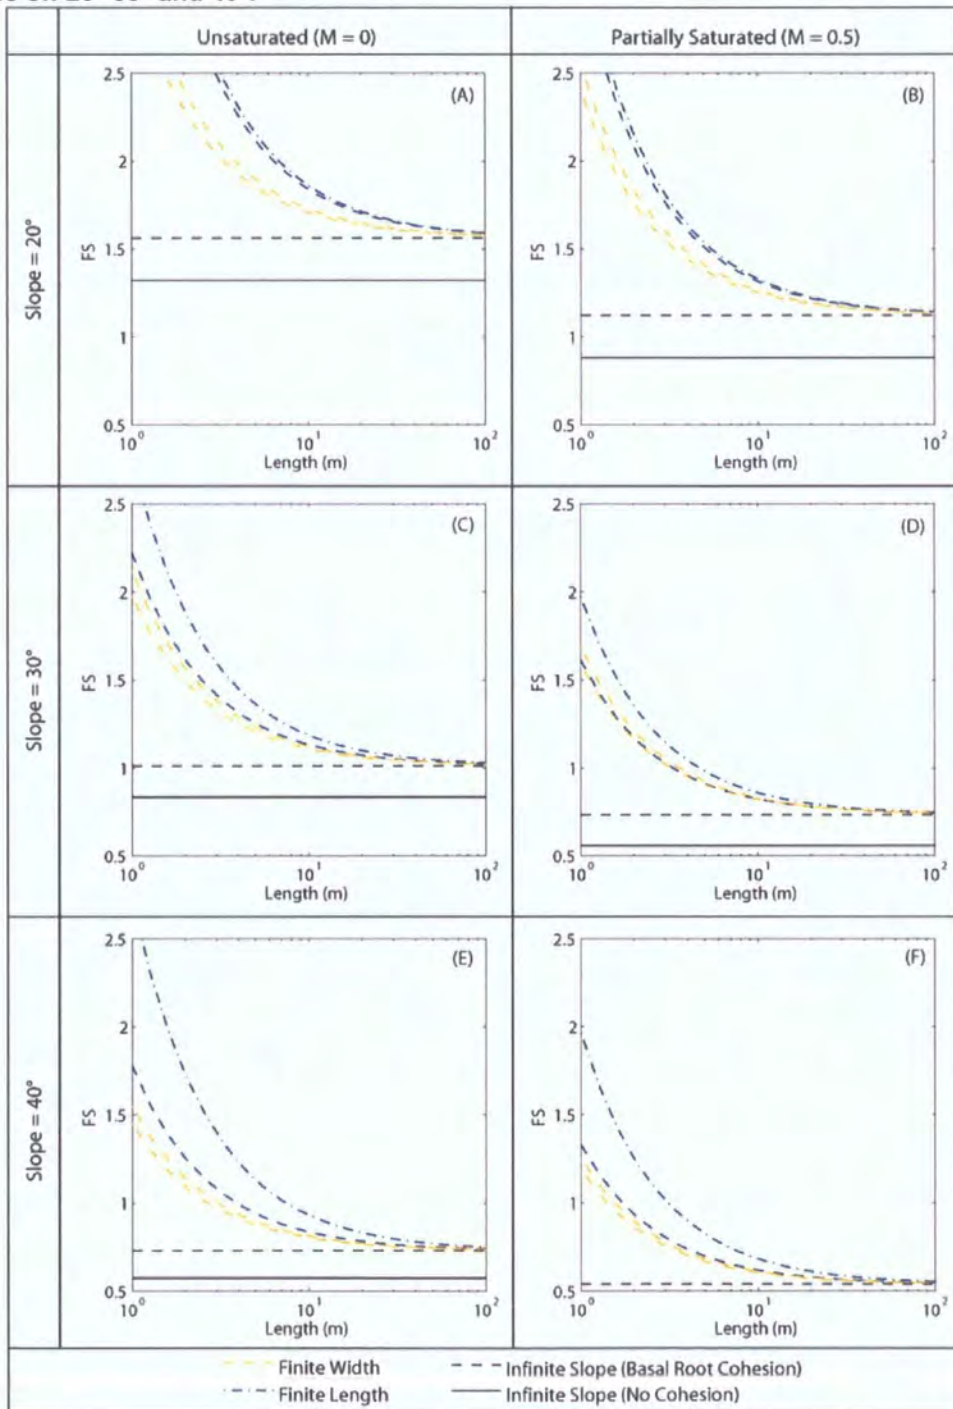 Unsaturated (M = 0)
Partially Saturated (M = 0.5)
Slope = 20°
2.5
2
1.5
1
0.5
FS
(A)
10⁰
10¹
10²
Length (m)
2.5
2
1.5
1
0.5
FS
(B)
10⁰
10¹
10²
Length (m)
Slope = 30°
2.5
2
1.5
1
0.5
FS
(C)
10⁰
10¹
10²
Length (m)
2.5
2
1.5
1
0.5
FS
(D)
10⁰
10¹
10²
Length (m)
Slope = 40°
2.5
2
1.5
1
0.5
FS
(E)
10⁰
10¹
10²
Length (m)
2.5
2
1.5
1
0.5
FS
(F)
10⁰
10¹
10²
Length (m)
Finite Width
Infinite Slope (Basal Root Cohesion)
Finite Length
Infinite Slope (No Cohesion)